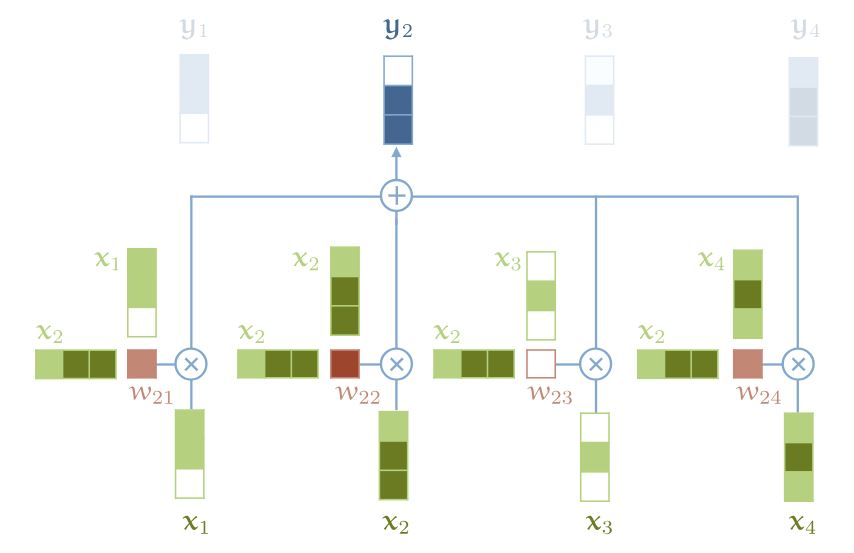 y₁ y₂ y₃ y₄
+
x₁ x₂ x₃ x₄
x₂ x₂ x₂ x₂
× × × ×
w₂₁ w₂₂ w₂₃ w₂₄
x₁ x₂ x₃ x₄